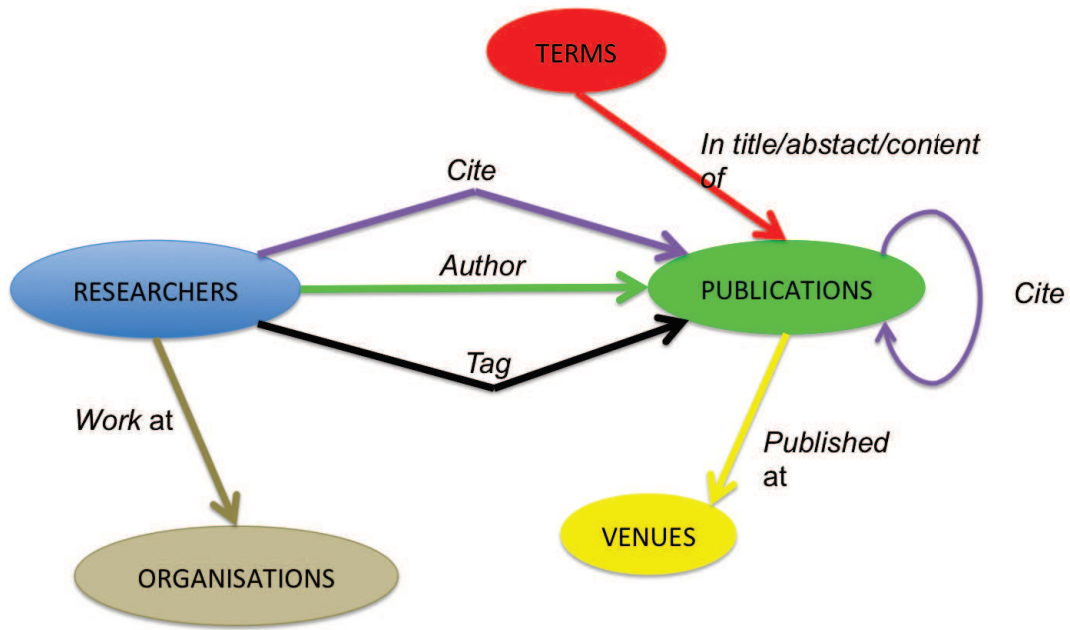 TERMS
In title/abstact/content
of
Cite
Author
RESEARCHERS
PUBLICATIONS
Cite
Tag
Work at
Published
at
VENUES
ORGANISATIONS